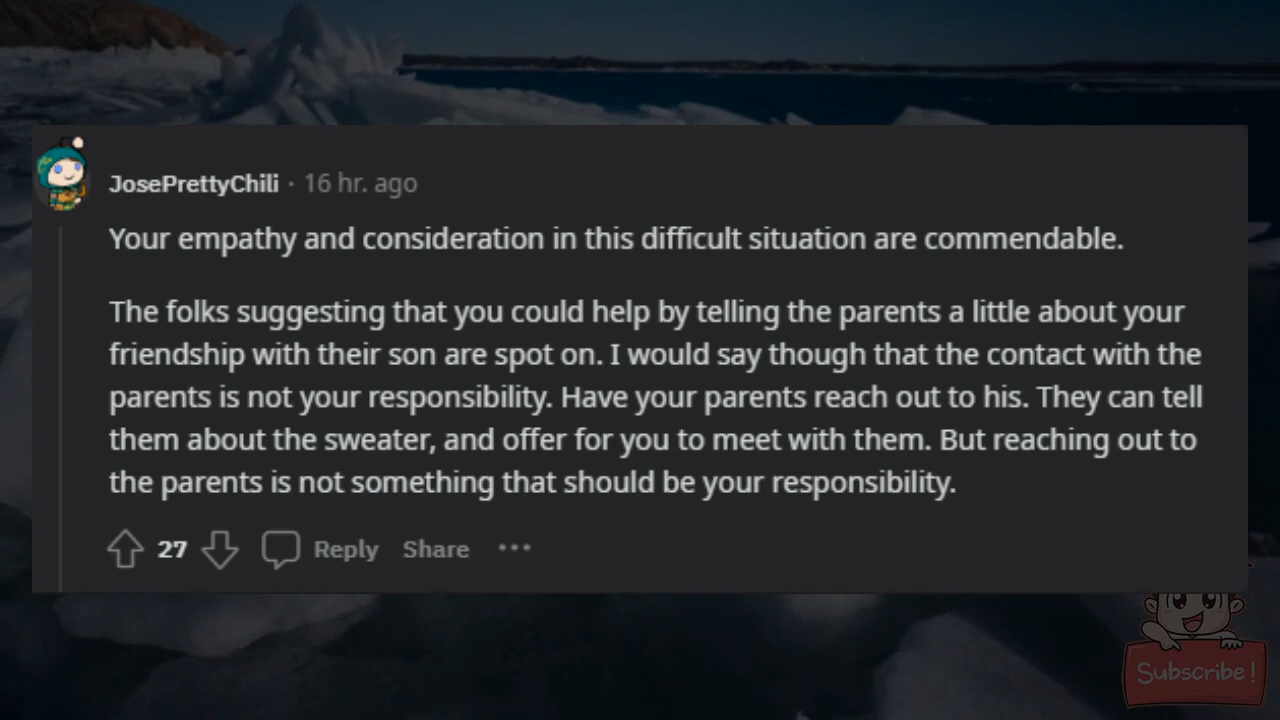 JosePrettyChili · 16 hr. ago
Your empathy and consideration in this difficult situation are commendable.
The folks suggesting that you could help by telling the parents a little about your
friendship with their son are spot on. I would say though that the contact with the
parents is not your responsibility. Have your parents reach out to his. They can tell
them about the sweater, and offer for you to meet with them. But reaching out to
the parents is not something that should be your responsibility.
27 Reply Share ···
Subscribe!